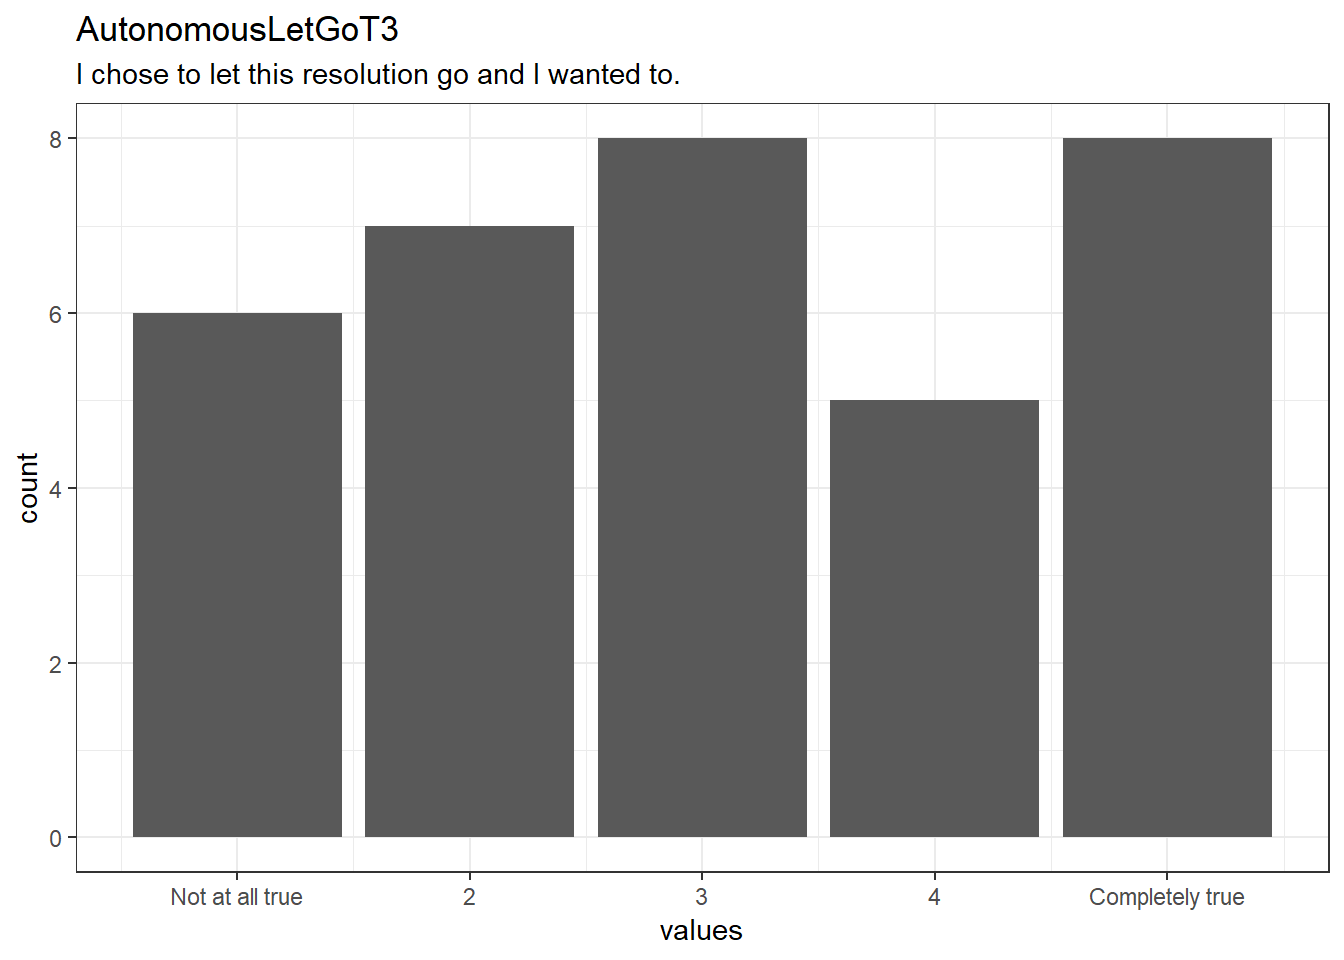 AutonomousLetGoT3
I chose to let this resolution go and I wanted to.
8
6
4
2
0
count
Not at all true 2 3 4 Completely true
values